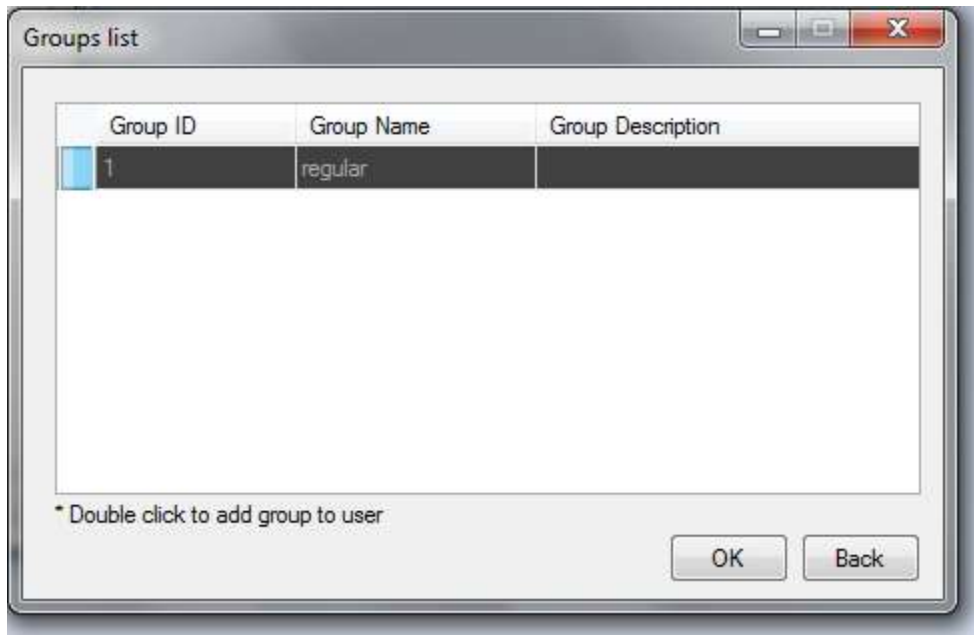 Groups list
Group ID Group Name Group Description
1 regular
* Double click to add group to user
OK Back